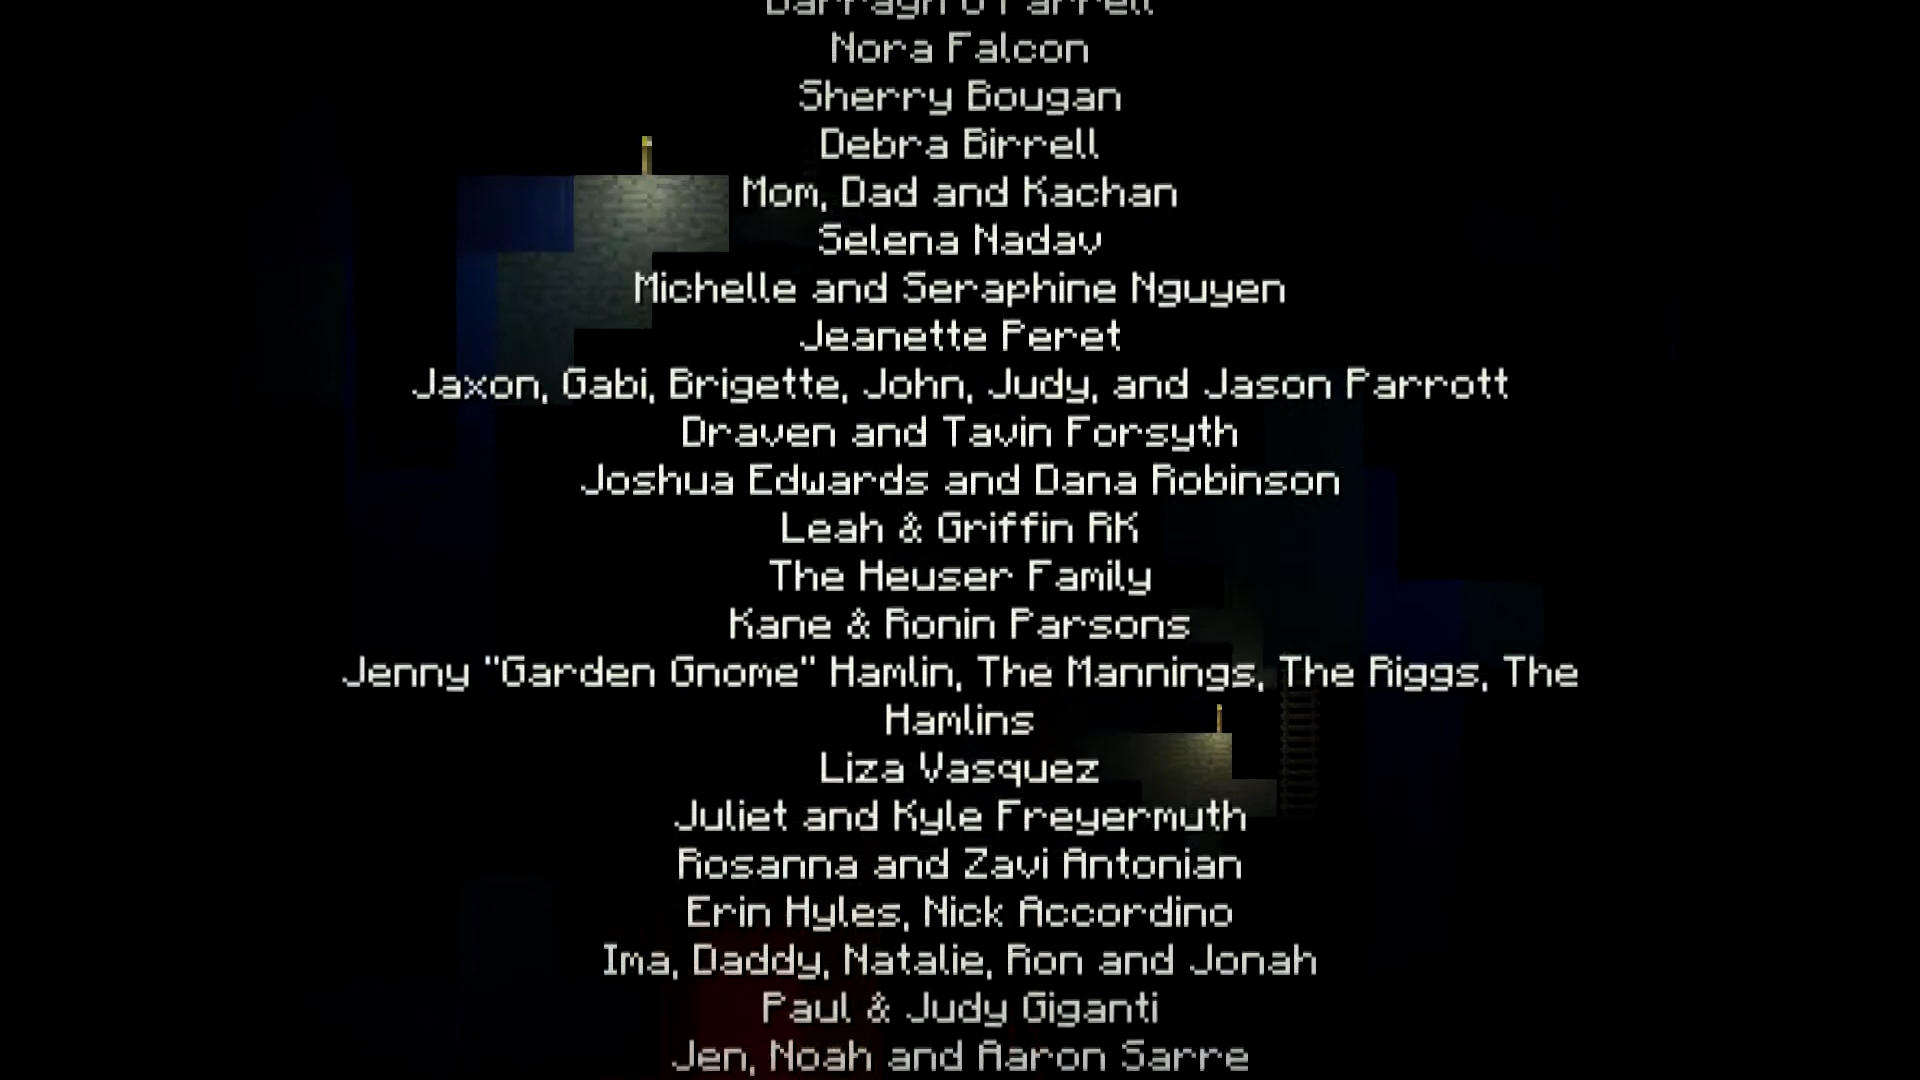 Darragh O'Farrell
Nora Falcon
Sherry Bougan
Debra Birrell
Mom, Dad and Kachan
Selena Nadav
Michelle and Seraphine Nguyen
Jeanette Peret
Jaxon, Gabi, Brigette, John, Judy, and Jason Parrott
Draven and Tavin Forsyth
Joshua Edwards and Dana Robinson
Leah & Griffin RK
The Heuser Family
Kane & Ronin Parsons
Jenny "Garden Gnome" Hamlin, The Mannings, The Riggs, The
Hamlins
Liza Vasquez
Juliet and Kyle Freyermuth
Rosanna and Zavi Antonian
Erin Hyles, Nick Accordino
Ima, Daddy, Natalie, Ron and Jonah
Paul & Judy Giganti
Jen, Noah and Aaron Sarre